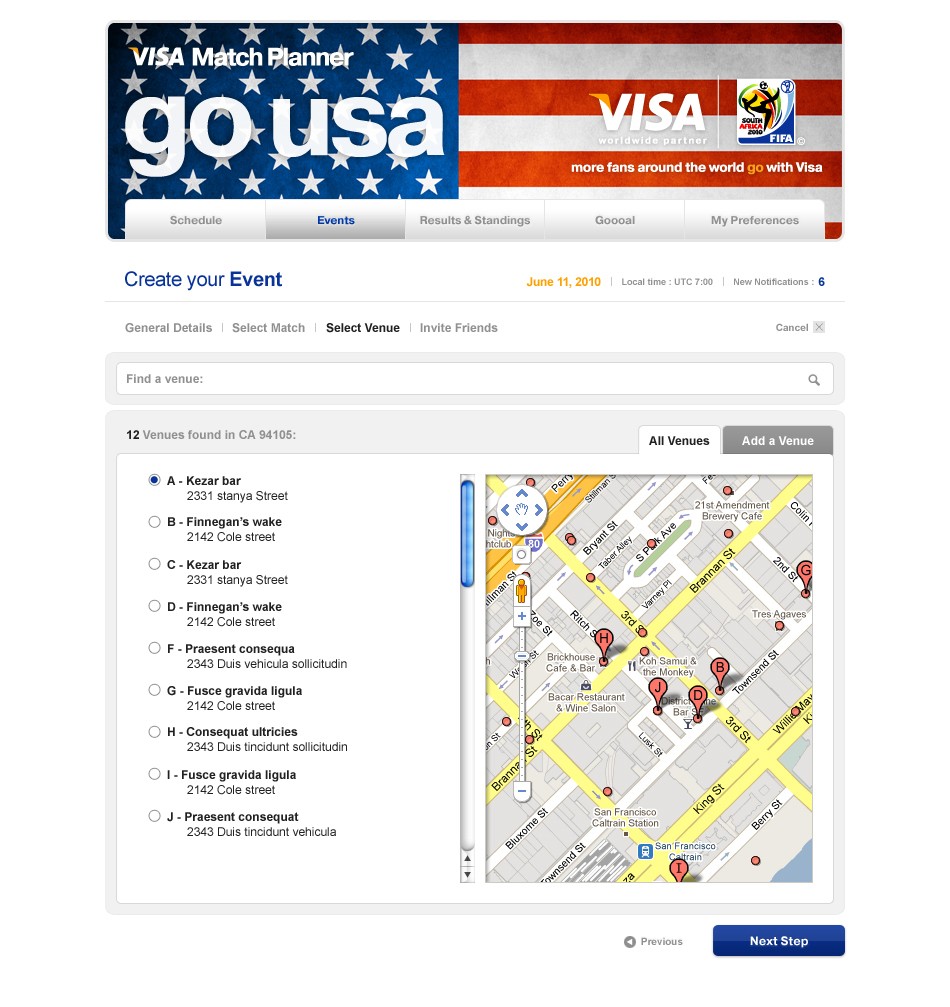 VISA Match Planner
go usa
VISA
worldwide partner
SOUTH AFRICA 2010
FIFA
©
more fans around the world go with Visa
Schedule
Events
Results & Standings
Goooal
My Preferences
Create your Event
June 11, 2010
Local time : UTC 7:00
New Notifications : 6
General Details
Select Match
Select Venue
Invite Friends
Cancel
Find a venue:
12 Venues found in CA 94105:
All Venues
Add a Venue
A - Kezar bar
2331 stanya Street
B - Finnegan's wake
2142 Cole street
C - Kezar bar
2331 stanya Street
D - Finnegan's wake
2142 Cole street
F - Praesent consequa
2343 Duis vehicula sollicitudin
G - Fusce gravida ligula
2142 Cole street
H - Consequat ultricies
2343 Duis tincidunt sollicitudin
I - Fusce gravida ligula
2142 Cole street
J - Praesent consequat
2343 Duis tincidunt vehicula
Perry
Stillman St
21st Amendment
Brewery Cafe
Colin
80
Bryant St
Taber Alley
S Park Ave
Varney Pl
Brannan St
2nd St
G
Tres Agaves
Ritch St
3rd St
H
Brickhouse
Cafe & Bar
Koh Samui &
the Monkey
B
Townsend St
J
D
Bacar Restaurant
& Wine Salon
3rd St
Lusk St
King St
Berry St
Bluxome St
San Francisco
Caltrain Station
San Francisco
Caltrain
Townsend St
I
Previous
Next Step